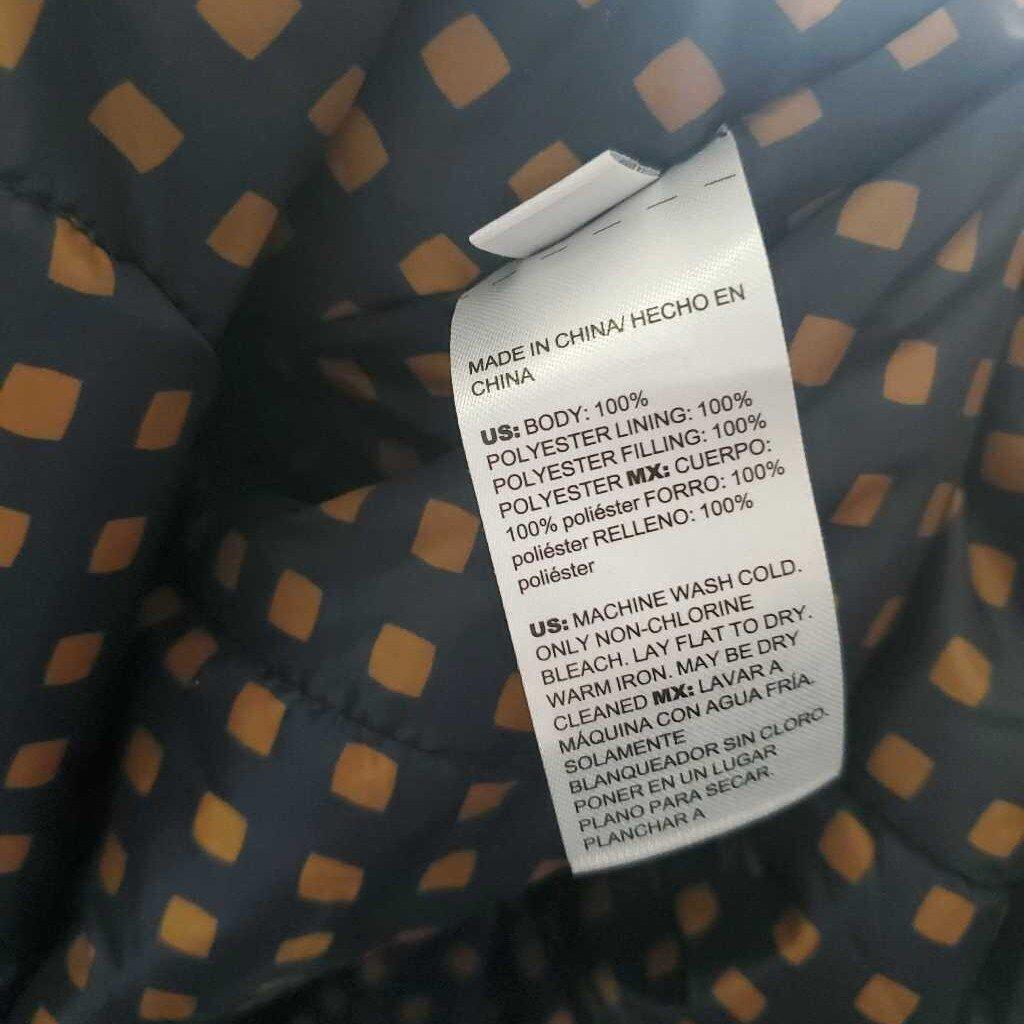 MADE IN CHINA/ HECHO EN
CHINA
US: BODY: 100%
POLYESTER LINING: 100%
POLYESTER FILLING: 100%
POLYESTER MX: CUERPO:
100% poliéster FORRO: 100%
poliéster RELLENO: 100%
poliéster
US: MACHINE WASH COLD.
ONLY NON-CHLORINE
BLEACH. LAY FLAT TO DRY.
WARM IRON. MAY BE DRY
CLEANED MX: LAVAR A
MÁQUINA CON AGUA FRÍA.
SOLAMENTE
BLANQUEADOR SIN CLORO.
PONER EN UN LUGAR
PLANO PARA SECAR.
PLANCHAR A